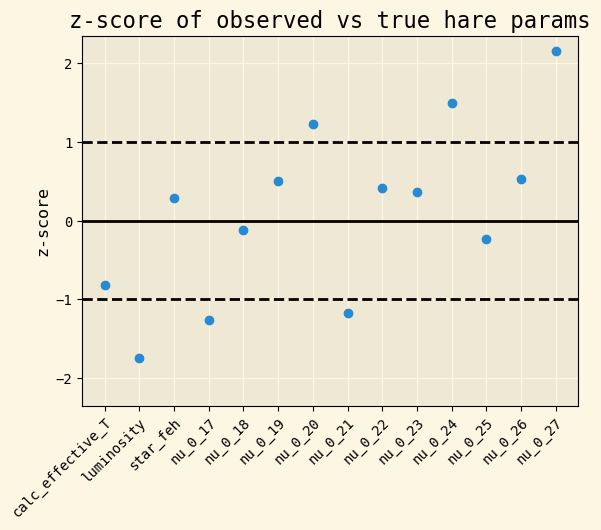 z-score of observed vs true hare params
z-score
2
1
0
−1
−2
calc_effective_T
luminosity
star_feh
nu_0_17
nu_0_18
nu_0_19
nu_0_20
nu_0_21
nu_0_22
nu_0_23
nu_0_24
nu_0_25
nu_0_26
nu_0_27